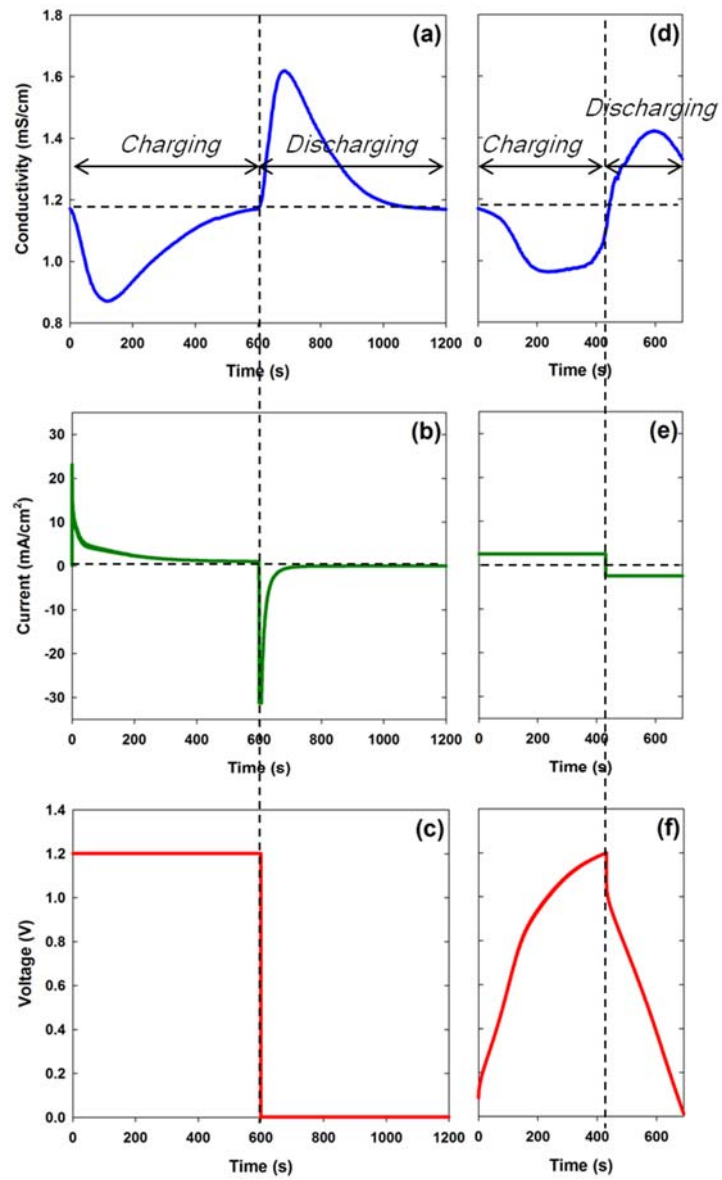 (a)
Conductivity (mS/cm)
1.8
1.6
1.4
1.2
1.0
0.8
Charging
Discharging
0 200 400 600 800 1000 1200
Time (s)
(d)
Charging
Discharging
0 200 400 600
Time (s)
(b)
Current (mA/cm²)
30
20
10
0
-10
-20
-30
0 200 400 600 800 1000 1200
Time (s)
(e)
0 200 400 600
Time (s)
(c)
Voltage (V)
1.4
1.2
1.0
0.8
0.6
0.4
0.2
0.0
0 200 400 600 800 1000 1200
Time (s)
(f)
0 200 400 600
Time (s)